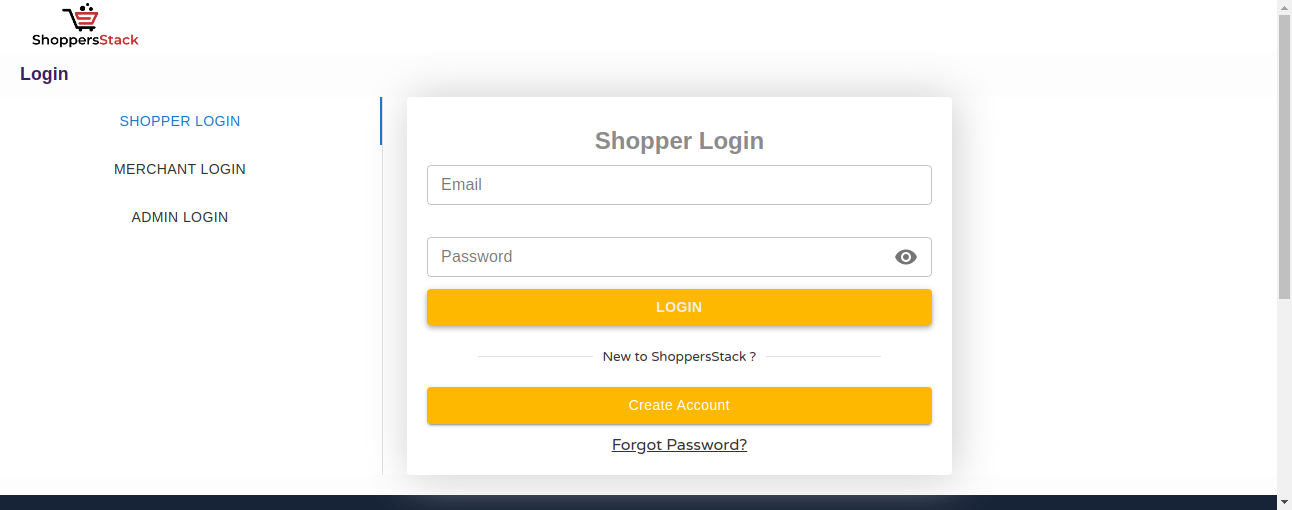 ShoppersStack
Login
SHOPPER LOGIN
MERCHANT LOGIN
ADMIN LOGIN
Shopper Login
Email
Password
LOGIN
New to ShoppersStack ?
Create Account
Forgot Password?